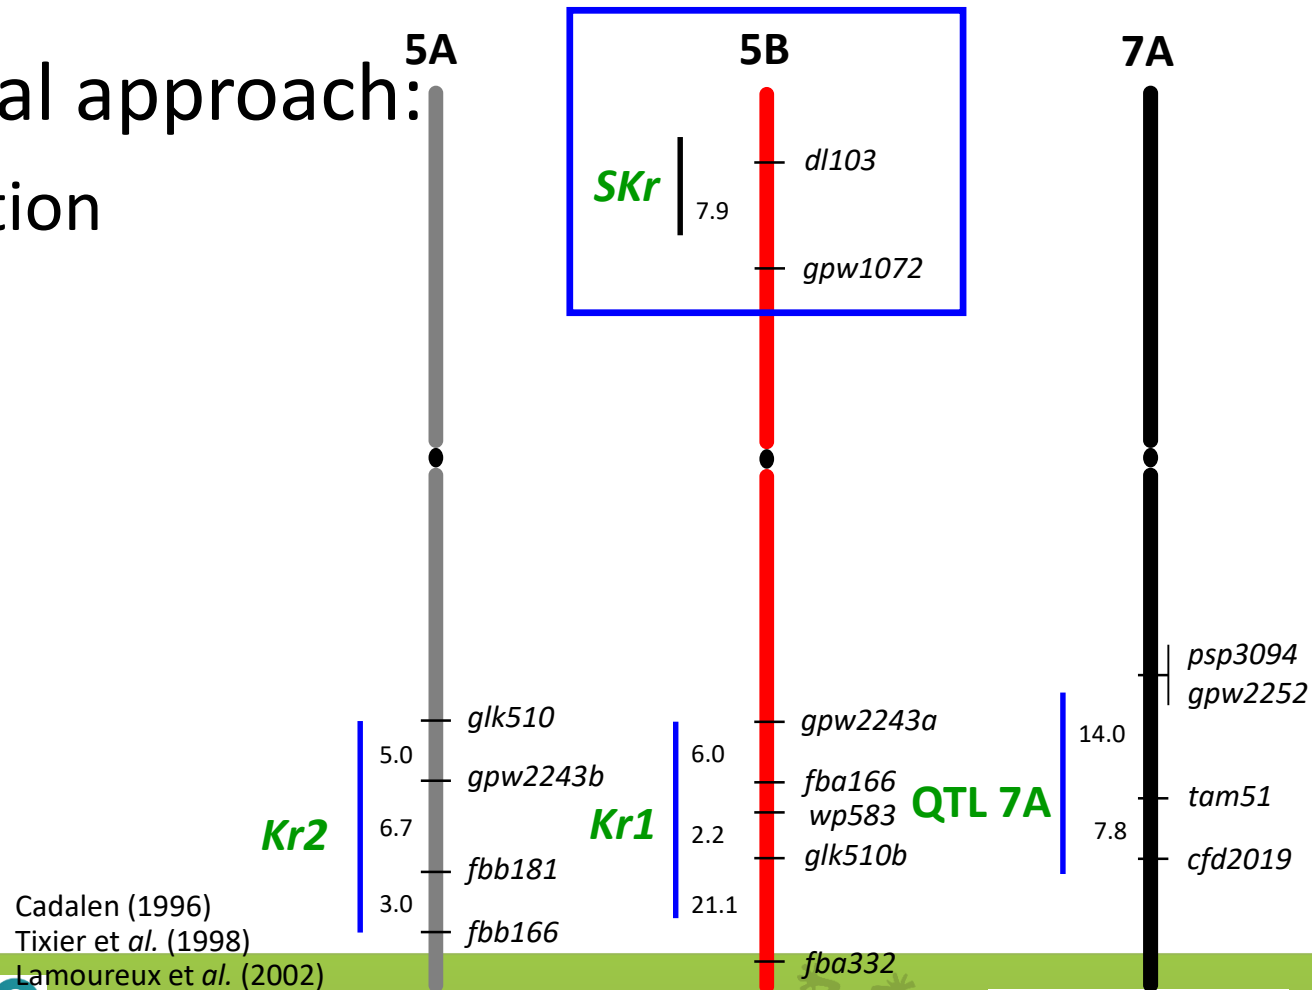 5A
5B
7A
al approach:
tion
SKr
7.9
dl103
gpw1072
Kr2
5.0
6.7
3.0
glk510
gpw2243b
fbb181
fbb166
Kr1
6.0
2.2
21.1
gpw2243a
fba166
wp583
glk510b
fba332
QTL 7A
14.0
7.8
psp3094
gpw2252
tam51
cfd2019
Cadalen (1996)
Tixier et al. (1998)
Lamoureux et al. (2002)